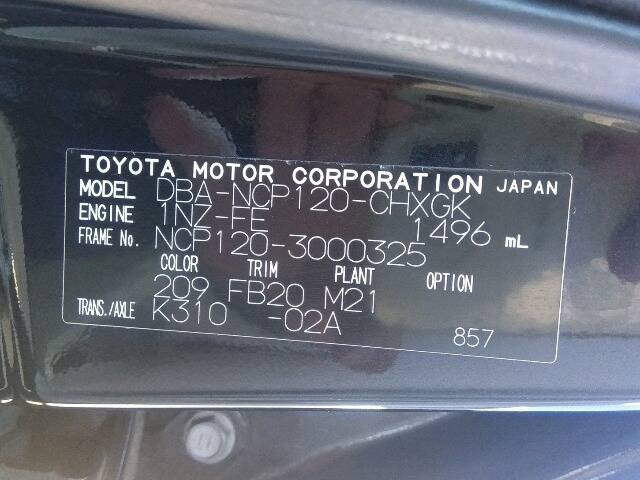 TOYOTA MOTOR CORPORATION JAPAN
MODEL DBA-NCP120-CHXGK
ENGINE 1NZ-FE 1496 mL
FRAME No. NCP120-3000325
COLOR TRIM PLANT OPTION
209 FB20 M21
TRANS./AXLE K310 -02A 857